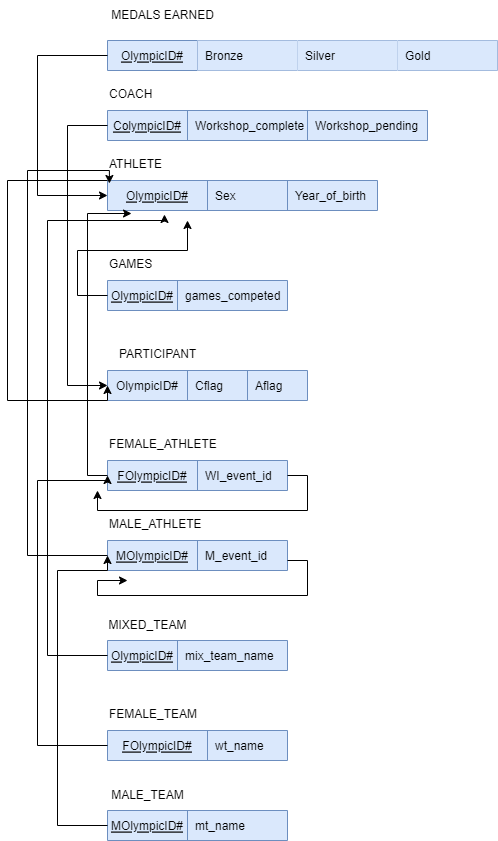 MEDALS EARNED
OlympicID# Bronze Silver Gold
COACH
ColympicID# Workshop_complete Workshop_pending
ATHLETE
OlympicID# Sex Year_of_birth
GAMES
OlympicID# games_competed
PARTICIPANT
OlympicID# Cflag Aflag
FEMALE_ATHLETE
FOlympicID# WI_event_id
MALE_ATHLETE
MOlympicID# M_event_id
MIXED_TEAM
OlympicID# mix_team_name
FEMALE_TEAM
FOlympicID# wt_name
MALE_TEAM
MOlympicID# mt_name